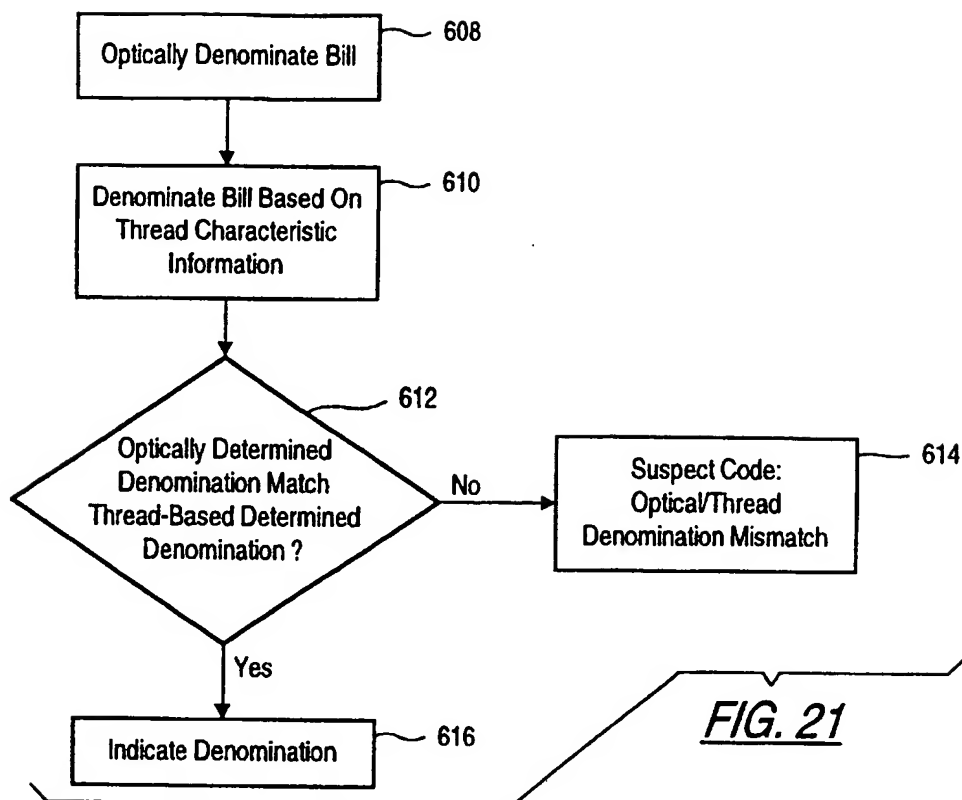 Optically Denominate Bill
608
Denominate Bill Based On
Thread Characteristic
Information
610
612
Optically Determined
Denomination Match
Thread-Based Determined
Denomination ?
No
Suspect Code:
Optical/Thread
Denomination Mismatch
614
Yes
Indicate Denomination
616
FIG. 21